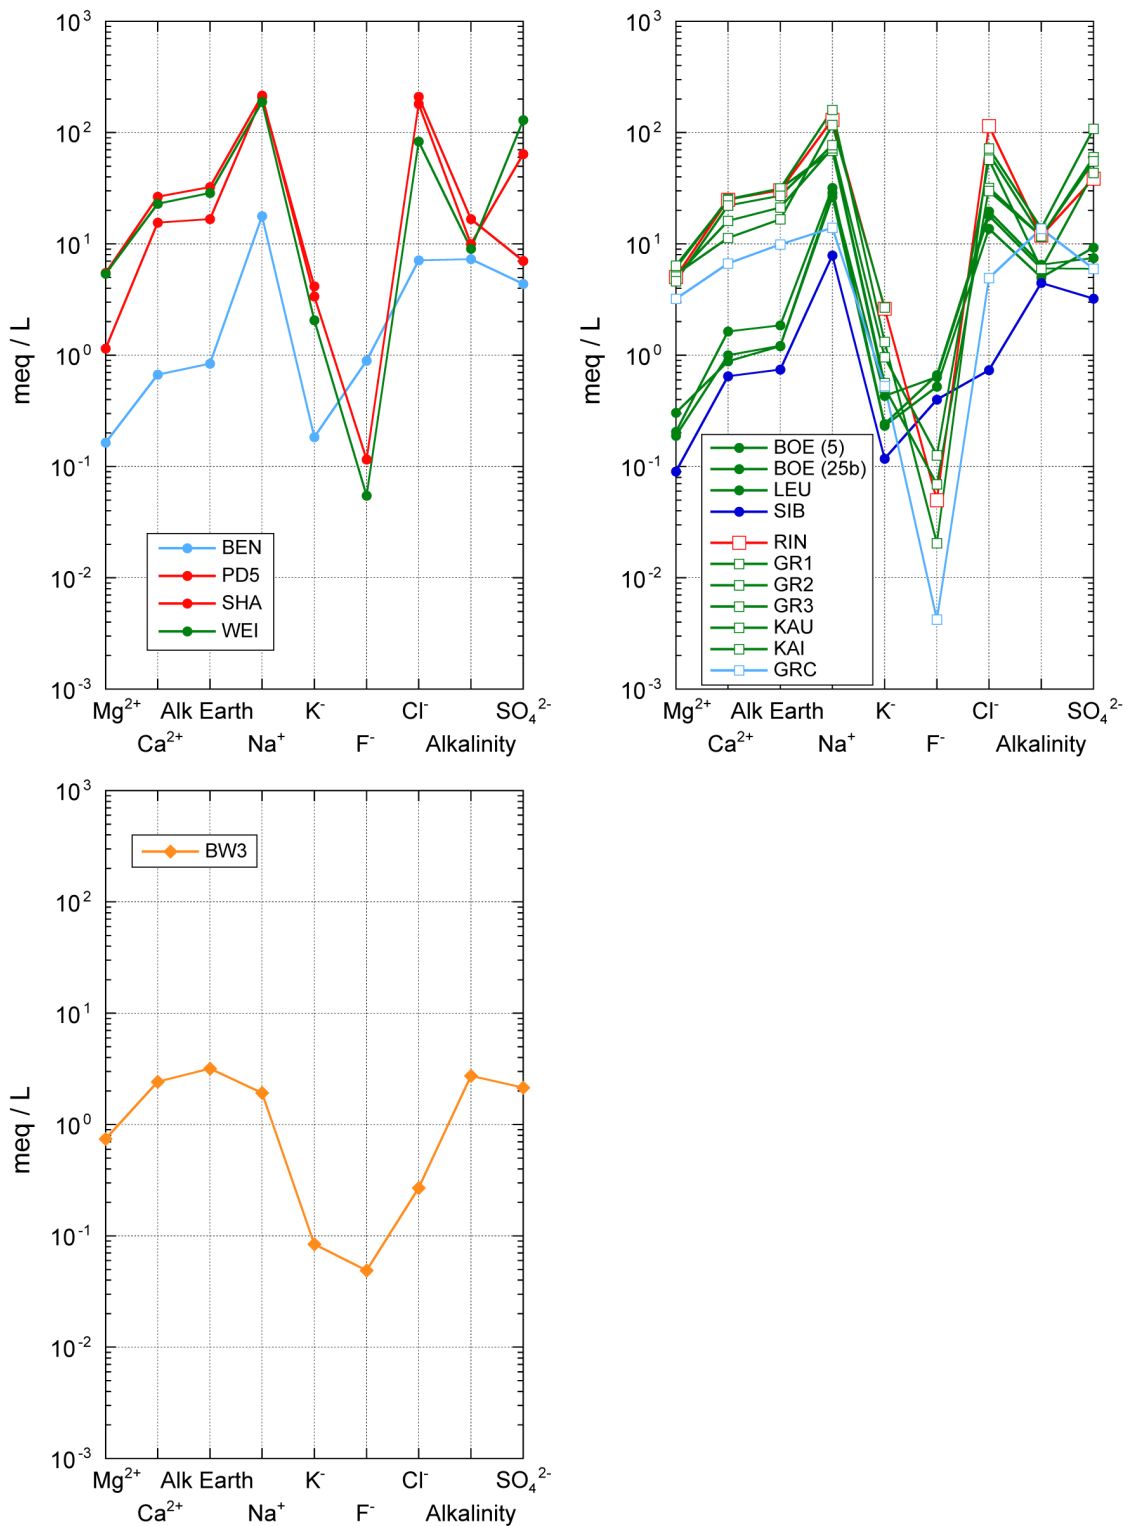 10³
10²
10¹
10⁰
10⁻¹
10⁻²
10⁻³
meq / L
BEN
PD5
SHA
WEI
Mg²⁺ Alk Earth K⁻ Cl⁻ SO₄²⁻
Ca²⁺ Na⁺ F⁻ Alkalinity
10³
10²
10¹
10⁰
10⁻¹
10⁻²
10⁻³
meq / L
BOE (5)
BOE (25b)
LEU
SIB
RIN
GR1
GR2
GR3
KAU
KAI
GRC
Mg²⁺ Alk Earth K⁻ Cl⁻ SO₄²⁻
Ca²⁺ Na⁺ F⁻ Alkalinity
10³
10²
10¹
10⁰
10⁻¹
10⁻²
10⁻³
meq / L
BW3
Mg²⁺ Alk Earth K⁻ Cl⁻ SO₄²⁻
Ca²⁺ Na⁺ F⁻ Alkalinity